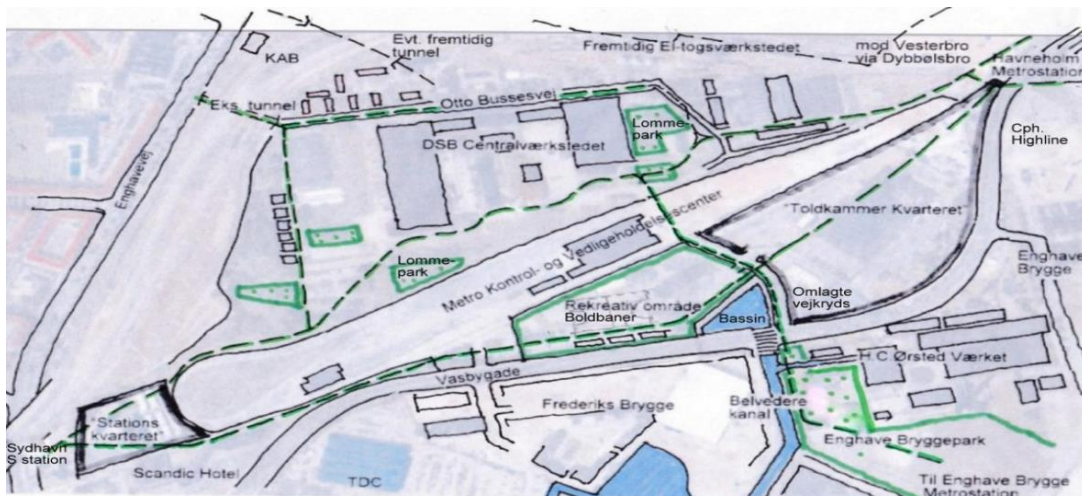 Evt. fremtidig
tunnel
KAB
Fremtidig El-togsværkstedet
mod Vesterbro
via Dybbølsbro
Havneholm
Metrostation
Eks. tunnel
Otto Bussesvej
Lomme-
park
DSB Centralværkstedet
Cph.
Highline
Enghavevej
"Toldkammer Kvarteret"
Metro Kontrol- og Vedligeholdelsescenter
Lomme-
park
Enghave
Brygge
Omlagte
vejkryds
Rekreativ område
Boldbaner
Bassin
H.C Ørsted Værket
Vasbygade
"Stations
kvarteret"
Frederiks Brygge
Belvedere
kanal
Enghave Bryggepark
Sydhavn
S station
Scandic Hotel
TDC
Til Enghave Brygge
Metrostation